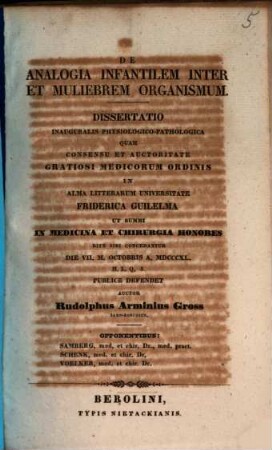 5
DE
ANALOGIA INFANTILEM INTER
ET MULIEBREM ORGANISMUM.
DISSERTATIO
INAUGURALIS PHYSIOLOGICO-PATHOLOGICA
QUAM
CONSENSU ET AUCTORITATE
GRATIOSI MEDICORUM ORDINIS
IN
ALMA LITTERARUM UNIVERSITATE
FRIDERICA GUILELMA
UT SUMMI
IN MEDICINA ET CHIRURGIA HONORES
RITE SIBI CONCEDANTUR
DIE VII. M. OCTOBRIS A. MDCCCXL.
H. L. Q. S.
PUBLICE DEFENDET
AUCTOR
Rudolphus Arminius Gross
OPPONENTIBUS:
SAMBERG, med. et chir. Dr., med. pract.
SCHENK, med. et chir. Dr.
VOELKER, med. et chir. Dr.
BEROLINI,
TYPIS NIETACKIANIS.